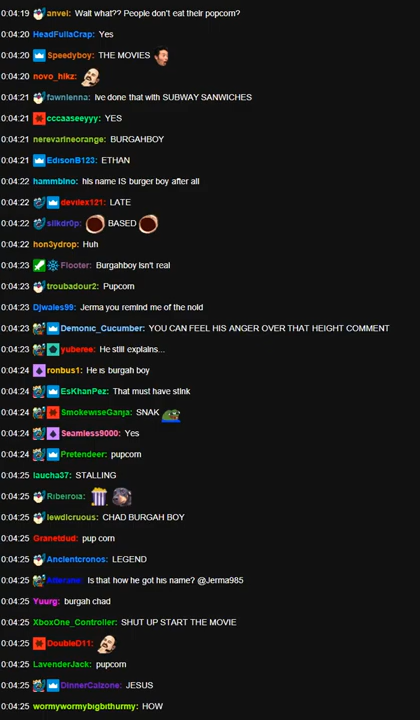 0:04:19 anvel: Wait what?? People don't eat their popcorn?
0:04:20 HeadFullaCrap: Yes
0:04:20 Speedyboy: THE MOVIES
0:04:20 novo_hikz:
0:04:21 fawnienna: Ive done that with SUBWAY SANWICHES
0:04:21 cccaaseeyyy: YES
0:04:21 nerevarineorange: BURGAHBOY
0:04:21 EdisonB123: ETHAN
0:04:22 hammbino: his name IS burger boy after all
0:04:22 devilex121: LATE
0:04:22 silkdr0p: BASED
0:04:22 hon3ydrop: Huh
0:04:23 Flooter: Burgahboy isn't real
0:04:23 troubadour2: Pupcorn
0:04:23 Djwales99: Jerma you remind me of the nold
0:04:23 Demonic_Cucumber: YOU CAN FEEL HIS ANGER OVER THAT HEIGHT COMMENT
0:04:23 yuberee: He still explains...
0:04:24 ronbus1: He is burgah boy
0:04:24 EsKhanPez: That must have stink
0:04:24 SmokewiseGanja: SNAK
0:04:24 Seamless9000: Yes
0:04:24 Pretendeer: pupcorn
0:04:25 laucha37: STALLING
0:04:25 Ribeiroia:
0:04:25 lewdicruous: CHAD BURGAH BOY
0:04:25 Granetdud: pup corn
0:04:25 Ancientcronos: LEGEND
0:04:25 Is that how he got his name? @Jerma985
0:04:25 Yuurg: burgah chad
0:04:25 XboxOne_Controller: SHUT UP START THE MOVIE
0:04:25 DoubleD11:
0:04:25 LavenderJack: pupcorn
0:04:25 DinnerCalzone: JESUS
0:04:25 wormywormybigbithurmy: HOW